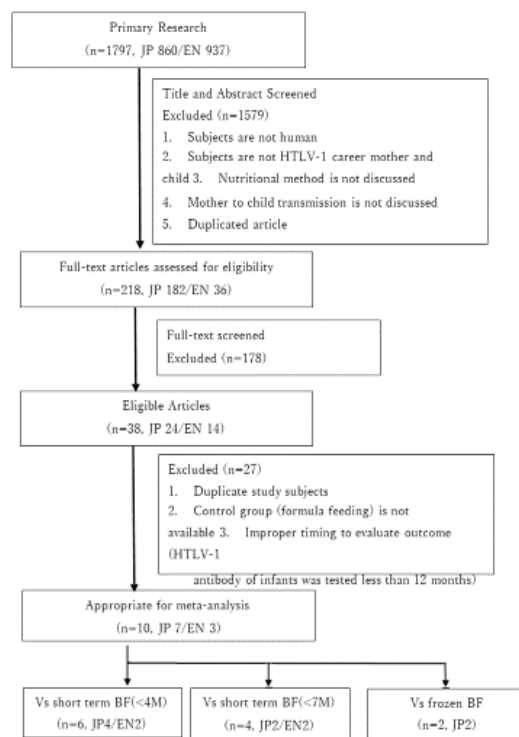 Primary Research
(n=1797, JP 860/EN 937)
Title and Abstract Screened
Excluded (n=1579)
1. Subjects are not human
2. Subjects are not HTLV-1 career mother and
child 3. Nutritional method is not discussed
4. Mother to child transmission is not discussed
5. Duplicated article
Full-text articles assessed for eligibility
(n=218, JP 182/EN 36)
Full-text screened
Excluded (n=178)
Eligible Articles
(n=38, JP 24/EN 14)
Excluded (n=27)
1. Duplicate study subjects
2. Control group (formula feeding) is not
available 3. Improper timing to evaluate outcome
(HTLV-1
antibody of infants was tested less than 12 months)
Appropriate for meta-analysis
(n=10, JP 7/EN 3)
Vs short term BF(<4M)
(n=6, JP4/EN2)
Vs short term BF(<7M)
(n=4, JP2/EN2)
Vs frozen BF
(n=2, JP2)